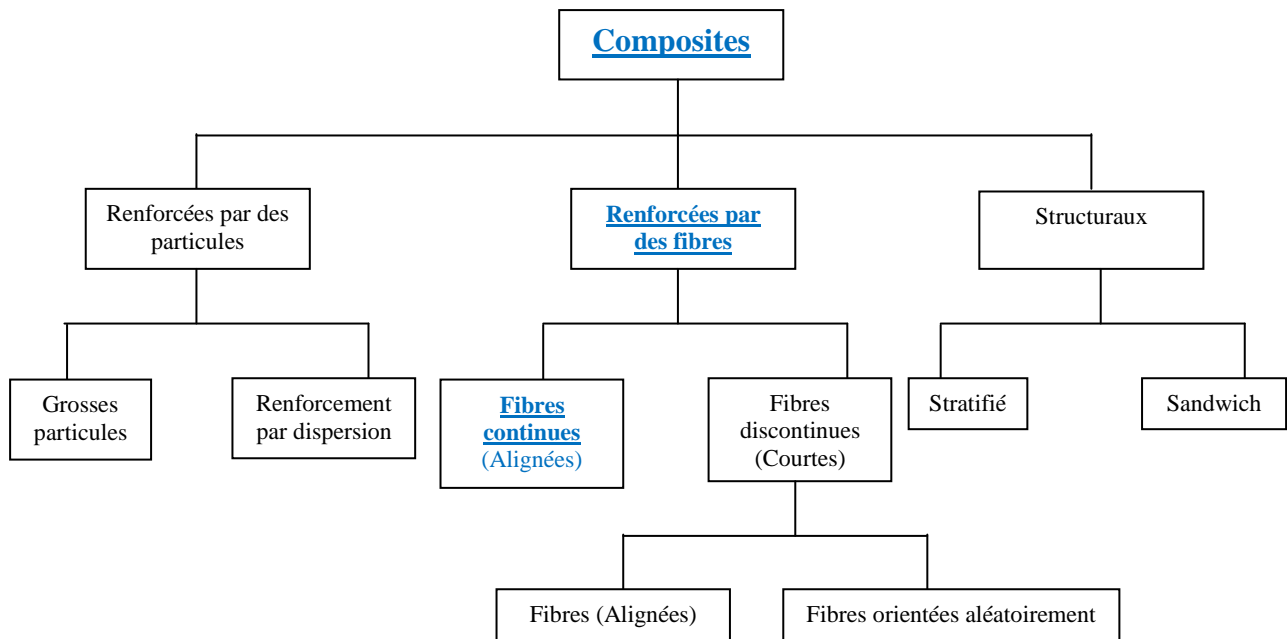 Composites
Renforcées par des
particules
Renforcées par
des fibres
Structuraux
Grosses
particules
Renforcement
par dispersion
Fibres
continues
(Alignées)
Fibres
discontinues
(Courtes)
Stratifié
Sandwich
Fibres (Alignées)
Fibres orientées aléatoirement